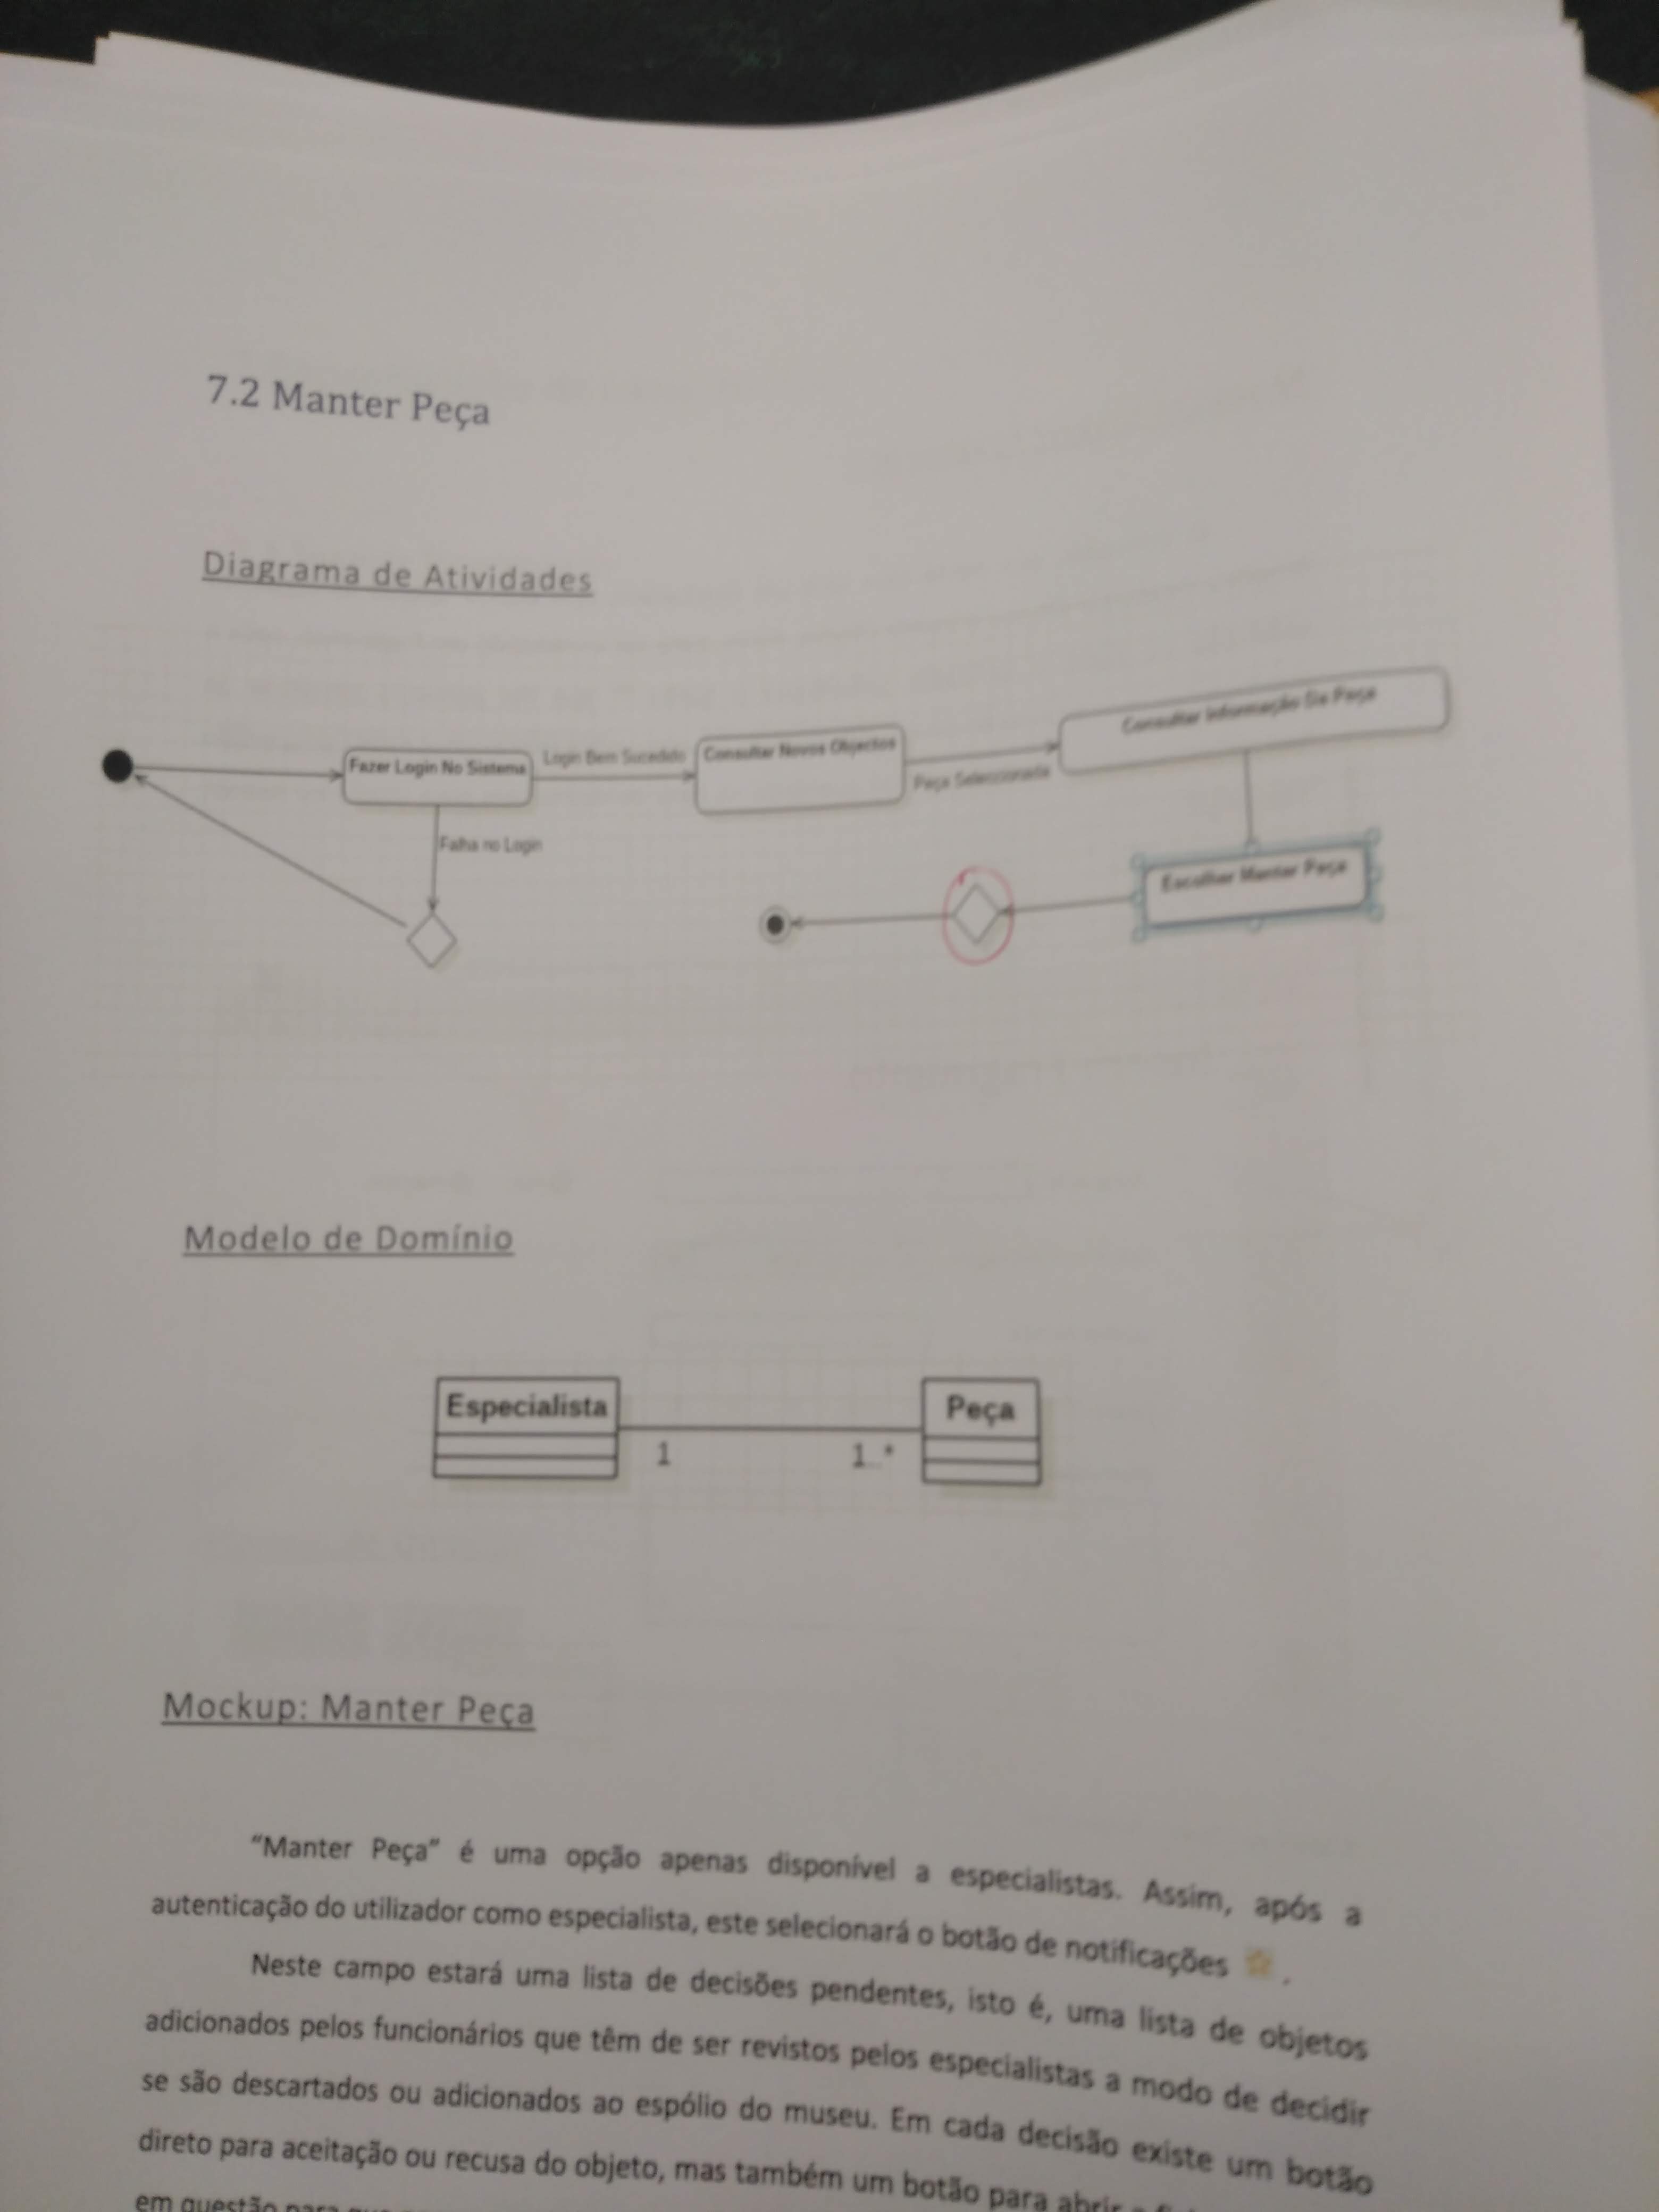 7.2 Manter Peça
Diagrama de Atividades
Consultar Informação Da Peça
Fazer Login No Sistema
Login Bem Sucedido
Consultar Novos Objectos
Peça Seleccionada
Falha no Login
Escolher Manter Peça
Modelo de Domínio
Especialista
Peça
1
1..*
Mockup: Manter Peça
“Manter Peça” é uma opção apenas disponível a especialistas. Assim, após a
autenticação do utilizador como especialista, este selecionará o botão de notificações .
Neste campo estará uma lista de decisões pendentes, isto é, uma lista de objetos
adicionados pelos funcionários que têm de ser revistos pelos especialistas a modo de decidir
se são descartados ou adicionados ao espólio do museu. Em cada decisão existe um botão
direto para aceitação ou recusa do objeto, mas também um botão para abrir a
em questão para que